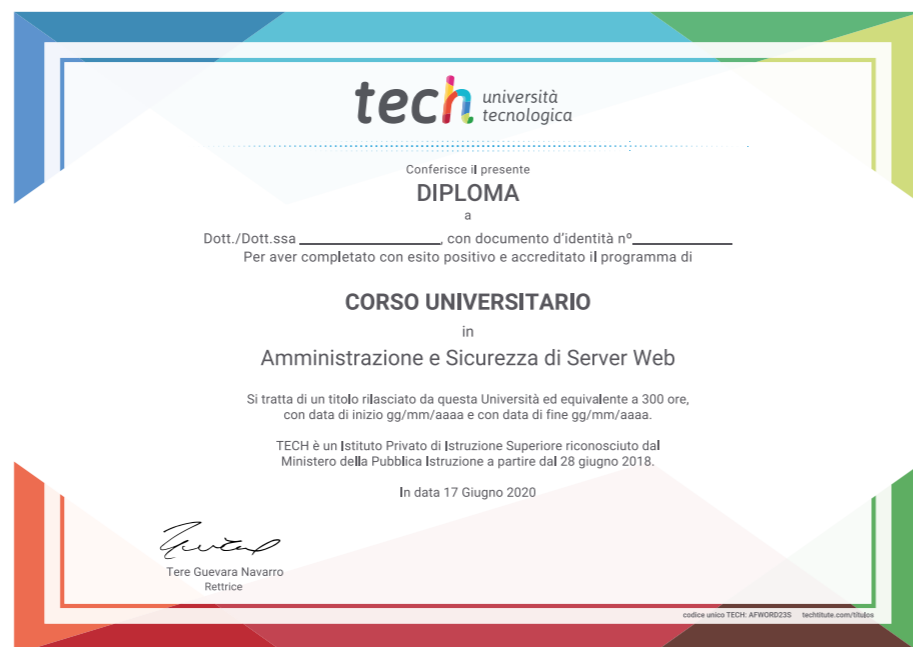 tech università
tecnologica
Conferisce il presente
DIPLOMA
a
Dott./Dott.ssa ____________________, con documento d'identità nº______________
Per aver completato con esito positivo e accreditato il programma di
CORSO UNIVERSITARIO
in
Amministrazione e Sicurezza di Server Web
Si tratta di un titolo rilasciato da questa Università ed equivalente a 300 ore,
con data di inizio gg/mm/aaaa e con data di fine gg/mm/aaaa.
TECH è un Istituto Privato di Istruzione Superiore riconosciuto dal
Ministero della Pubblica Istruzione a partire dal 28 giugno 2018.
In data 17 Giugno 2020
Tere Guevara Navarro
Rettrice
codice unico TECH: AFWORD23S techtitute.com/títulos